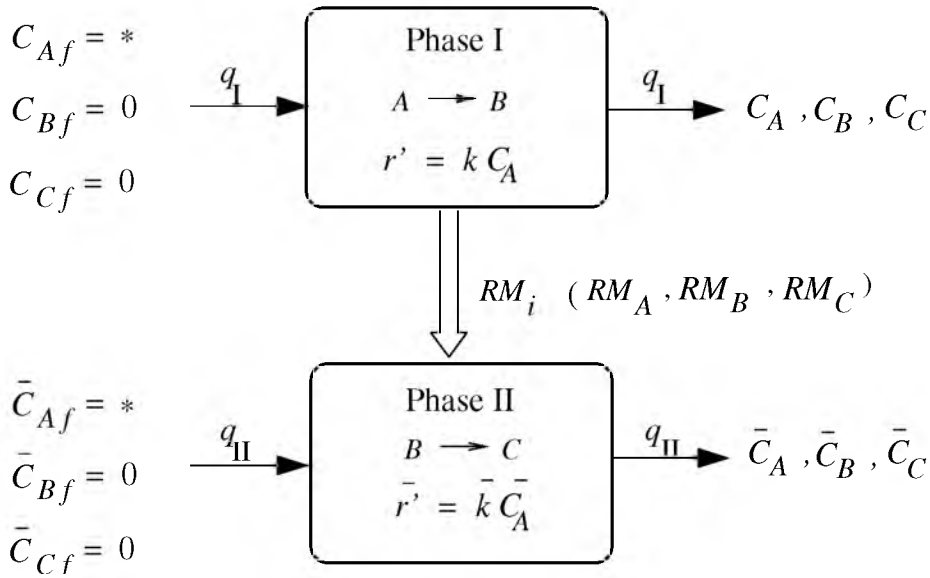 C_Af = *
C_Bf = 0
C_Cf = 0
q_I
Phase I
A → B
r' = k C_A
q_I
C_A , C_B , C_C
RM_i ( RM_A , RM_B , RM_C )
C̄_Af = *
C̄_Bf = 0
C̄_Cf = 0
q_II
Phase II
B → C
r̄' = k̄ C̄_A
q_II
C̄_A , C̄_B , C̄_C